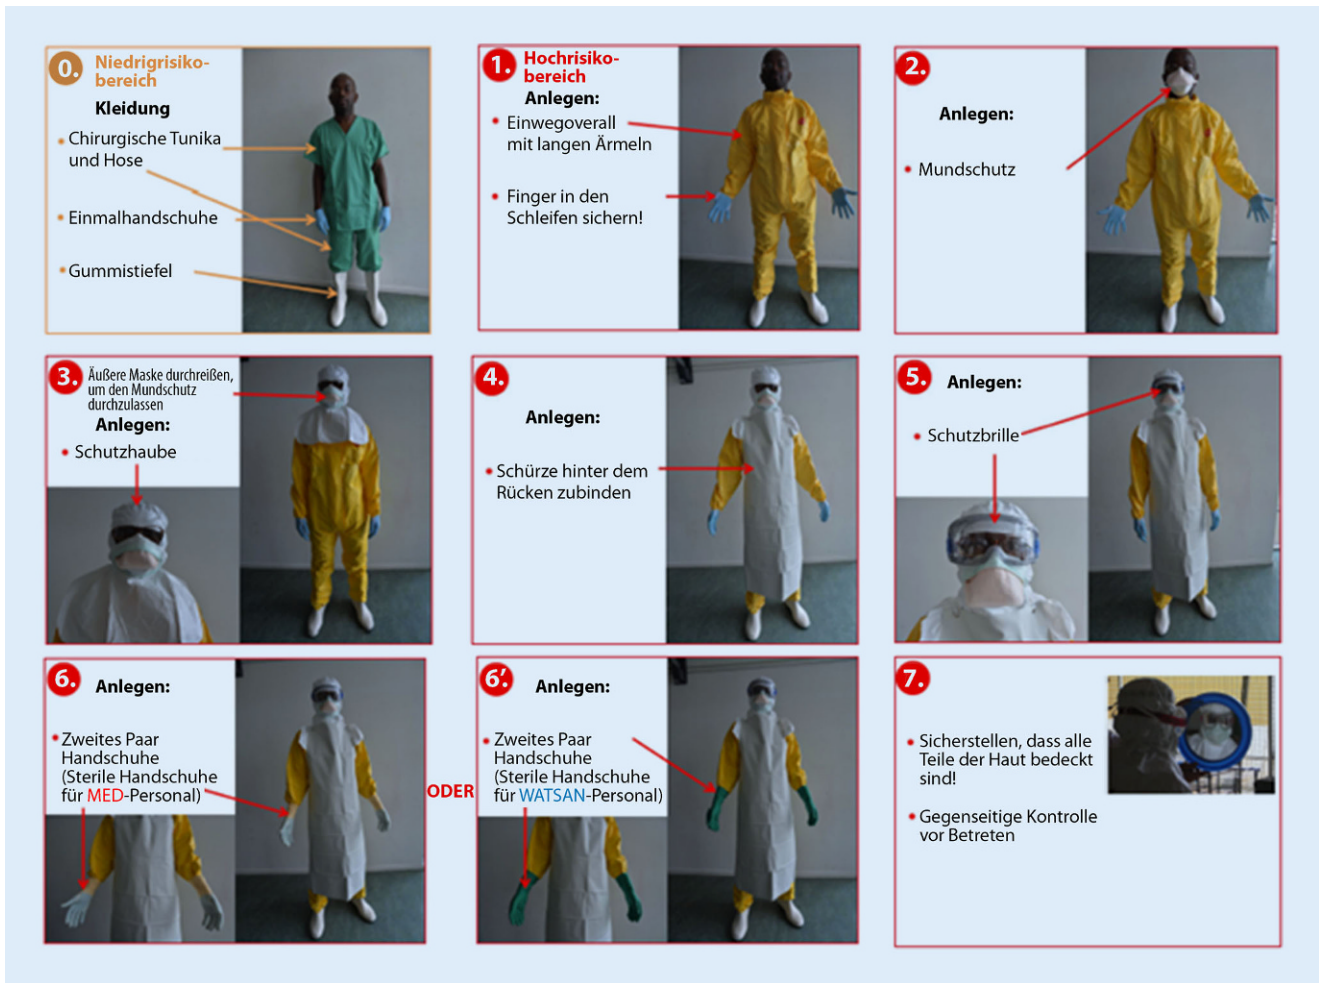 0. Niedrigrisiko-
bereich
Kleidung
• Chirurgische Tunika
und Hose
• Einmalhandschuhe
• Gummistiefel
1. Hochrisiko-
bereich
Anlegen:
• Einwegoverall
mit langen Ärmeln
• Finger in den
Schleifen sichern!
2.
Anlegen:
• Mundschutz
3. Äußere Maske durchreißen,
um den Mundschutz
durchzulassen
Anlegen:
• Schutzhaube
4.
Anlegen:
• Schürze hinter dem
Rücken zubinden
5.
Anlegen:
• Schutzbrille
6.
Anlegen:
• Zweites Paar
Handschuhe
(Sterile Handschuhe
für MED-Personal)
ODER
6'.
Anlegen:
• Zweites Paar
Handschuhe
(Sterile Handschuhe
für WATSAN-Personal)
7.
• Sicherstellen, dass alle
Teile der Haut bedeckt
sind!
• Gegenseitige Kontrolle
vor Betreten